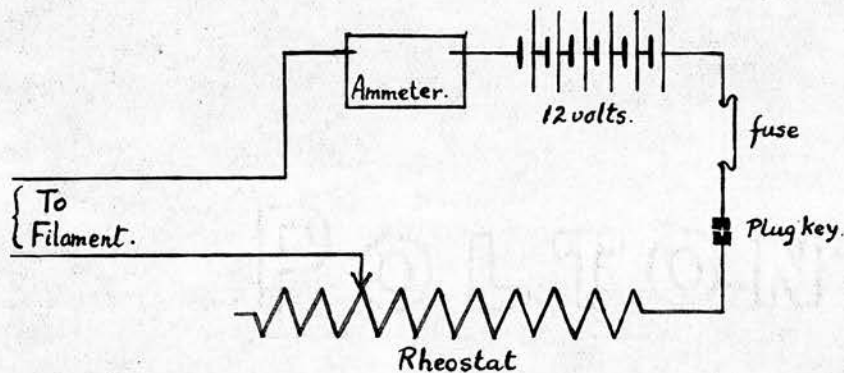 Ammeter.
12 volts.
fuse
To
Filament.
Plug key.
Rheostat